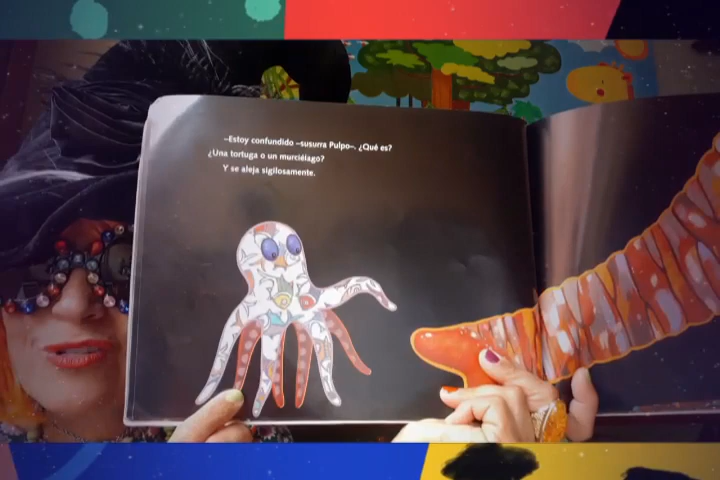 –Estoy confundido –susurra Pulpo–. ¿Qué es?
¿Una tortuga o un murciélago?
Y se aleja sigilosamente.